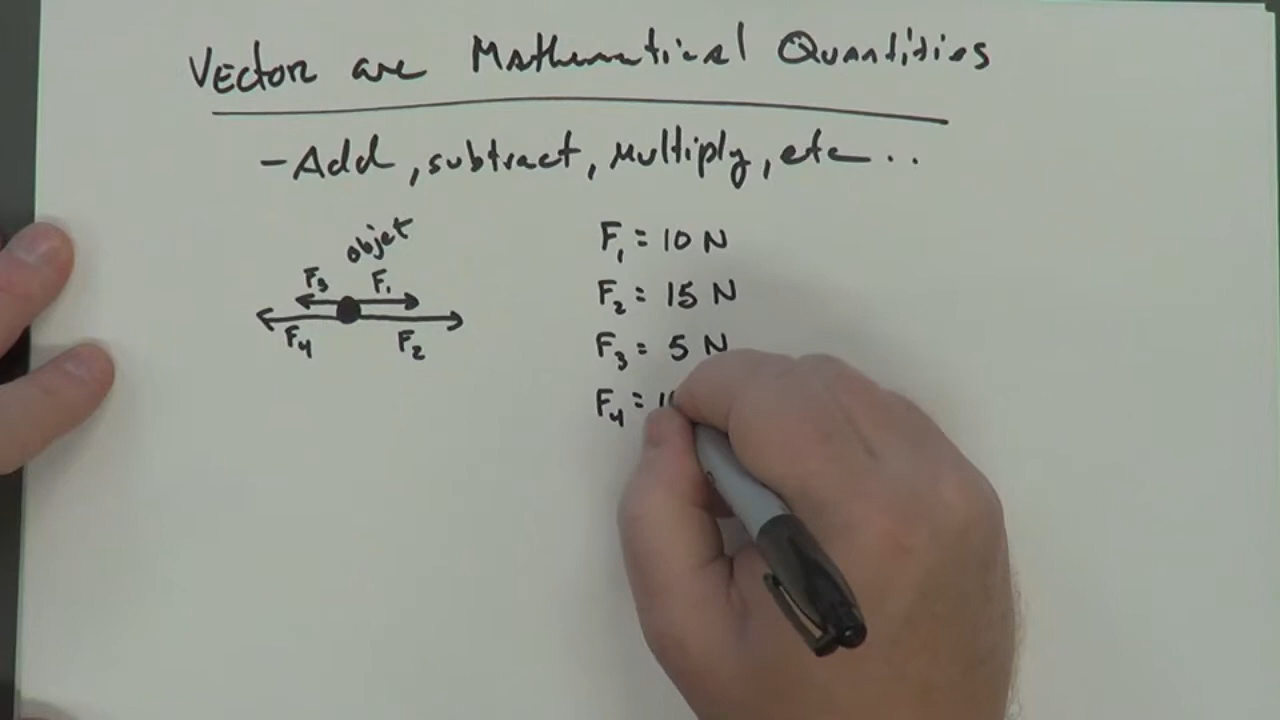 Vector are Mathematical Quantities
- Add, subtract, Multiply, etc...
objet
F3 F1
F4 F2
F1 = 10 N
F2 = 15 N
F3 = 5 N
F4 =